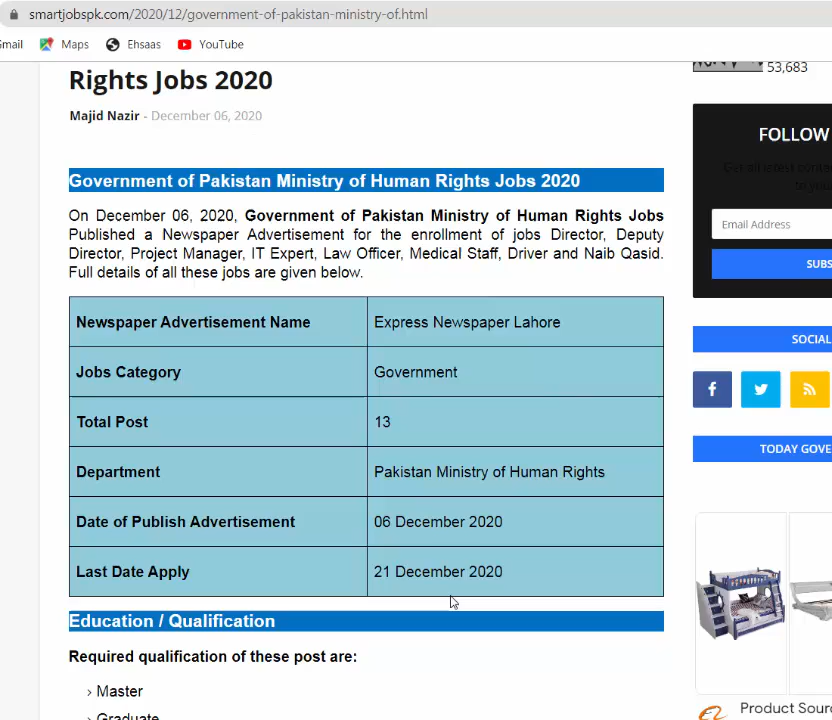 smartjobspk.com/2020/12/government-of-pakistan-ministry-of.html
Gmail Maps Ehsaas YouTube
Rights Jobs 2020
Majid Nazir - December 06, 2020
Government of Pakistan Ministry of Human Rights Jobs 2020
On December 06, 2020, Government of Pakistan Ministry of Human Rights Jobs
Published a Newspaper Advertisement for the enrollment of jobs Director, Deputy
Director, Project Manager, IT Expert, Law Officer, Medical Staff, Driver and Naib Qasid.
Full details of all these jobs are given below.
Newspaper Advertisement Name Express Newspaper Lahore
Jobs Category Government
Total Post 13
Department Pakistan Ministry of Human Rights
Date of Publish Advertisement 06 December 2020
Last Date Apply 21 December 2020
Education / Qualification
Required qualification of these post are:
› Master
› Graduate
53,683
FOLLOW
Get all latest
to
Email Address
SUBS
SOCIAL
TODAY GOVE
Product Sour